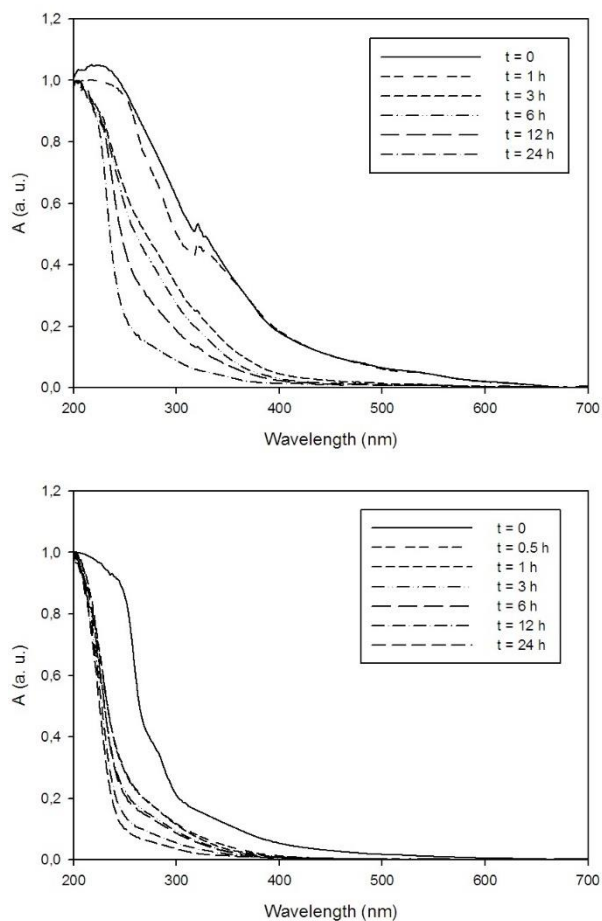 1,2
1,0
0,8
0,6
0,4
0,2
0,0
A (a. u.)
t = 0
t = 1 h
t = 3 h
t = 6 h
t = 12 h
t = 24 h
200 300 400 500 600 700
Wavelength (nm)
1,2
1,0
0,8
0,6
0,4
0,2
0,0
A (a. u.)
t = 0
t = 0.5 h
t = 1 h
t = 3 h
t = 6 h
t = 12 h
t = 24 h
200 300 400 500 600 700
Wavelength (nm)